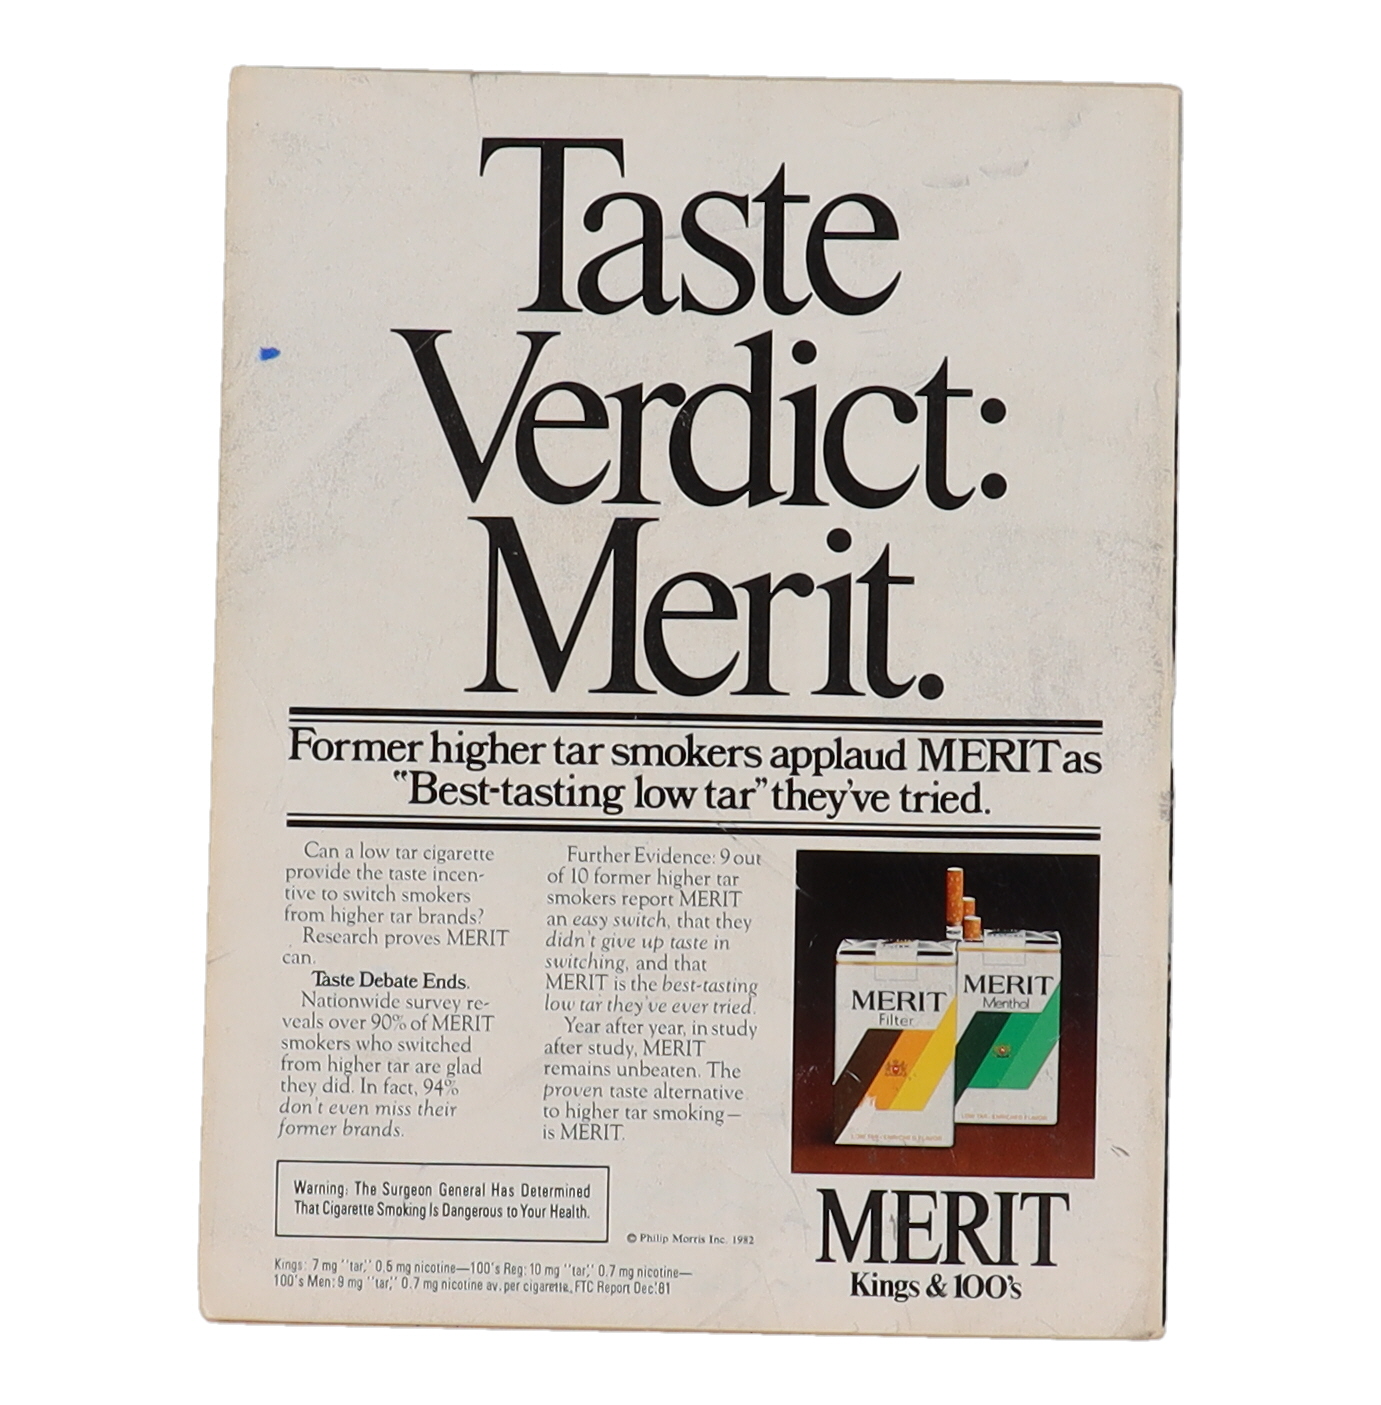 Taste
Verdict:
Merit.
Former higher tar smokers applaud MERIT as
“Best-tasting low tar” they’ve tried.
Can a low tar cigarette
provide the taste incen-
tive to switch smokers
from higher tar brands?
Research proves MERIT
can.
Taste Debate Ends.
Nationwide survey re-
veals over 90% of MERIT
smokers who switched
from higher tar are glad
they did. In fact, 94%
don’t even miss their
former brands.
Further Evidence: 9 out
of 10 former higher tar
smokers report MERIT
an easy switch, that they
didn’t give up taste in
switching, and that
MERIT is the best-tasting
low tar they’ve ever tried.
Year after year, in study
after study, MERIT
remains unbeaten. The
proven taste alternative
to higher tar smoking—
is MERIT.
MERIT
Filter
LOW TAR - ENRICHED FLAVOR
MERIT
Menthol
LOW TAR - ENRICHED FLAVOR
Warning: The Surgeon General Has Determined
That Cigarette Smoking Is Dangerous to Your Health.
© Philip Morris Inc. 1982
Kings: 7 mg ‘‘tar,’’ 0.5 mg nicotine—100’s Reg: 10 mg ‘‘tar,’’ 0.7 mg nicotine—
100’s Men: 9 mg ‘‘tar,’’ 0.7 mg nicotine av. per cigarette, FTC Report Dec.’81
MERIT
Kings & 100’s